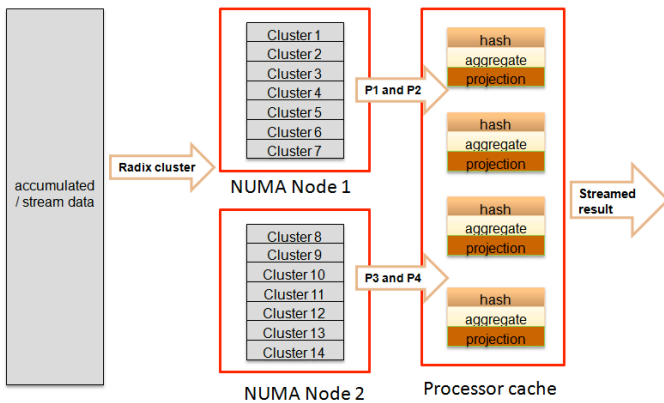 accumulated
/ stream data
Radix cluster
Cluster 1
Cluster 2
Cluster 3
Cluster 4
Cluster 5
Cluster 6
Cluster 7
NUMA Node 1
Cluster 8
Cluster 9
Cluster 10
Cluster 11
Cluster 12
Cluster 13
Cluster 14
NUMA Node 2
P1 and P2
P3 and P4
hash
aggregate
projection
hash
aggregate
projection
hash
aggregate
projection
hash
aggregate
projection
Processor cache
Streamed
result